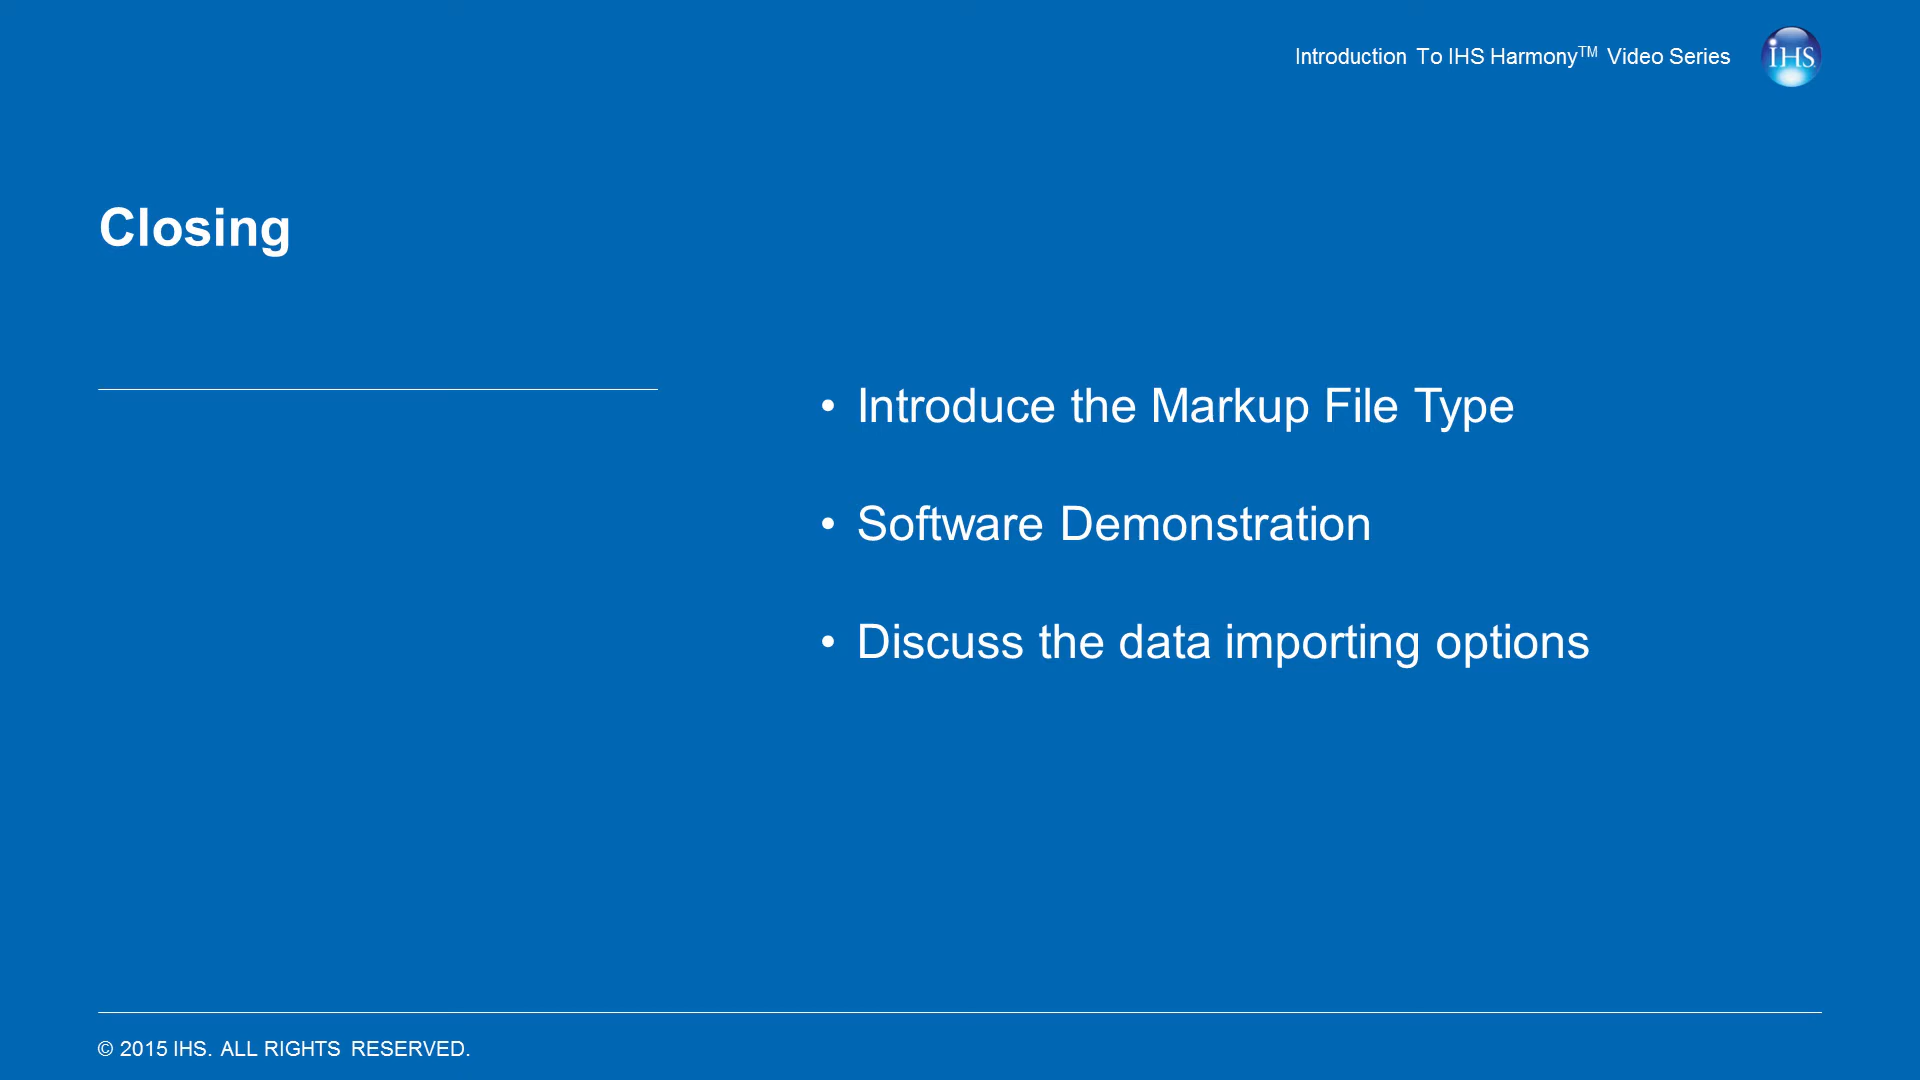 Introduction To IHS Harmony™ Video Series
IHS
Closing
• Introduce the Markup File Type
• Software Demonstration
• Discuss the data importing options
© 2015 IHS. ALL RIGHTS RESERVED.